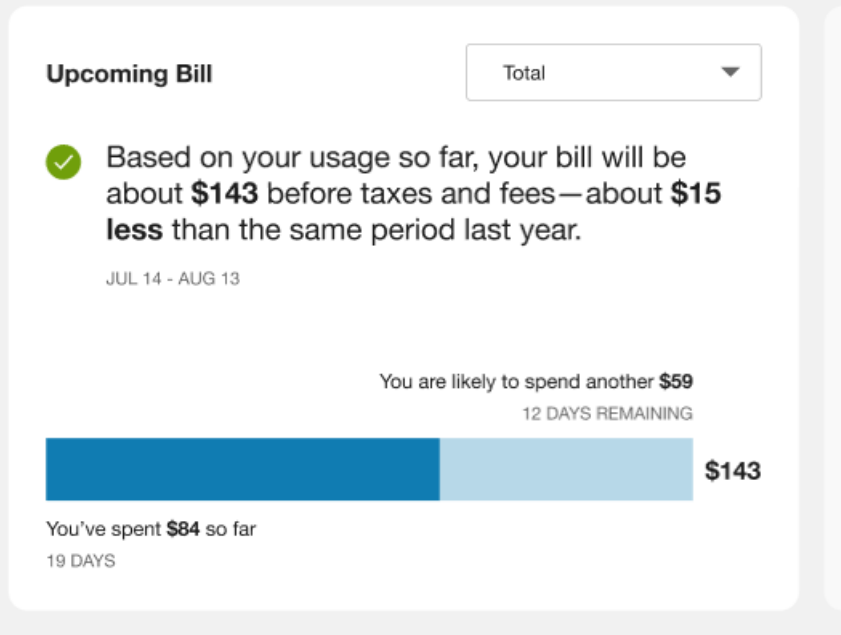 Upcoming Bill
Total
Based on your usage so far, your bill will be
about $143 before taxes and fees—about $15
less than the same period last year.
JUL 14 - AUG 13
You are likely to spend another $59
12 DAYS REMAINING
$143
You’ve spent $84 so far
19 DAYS